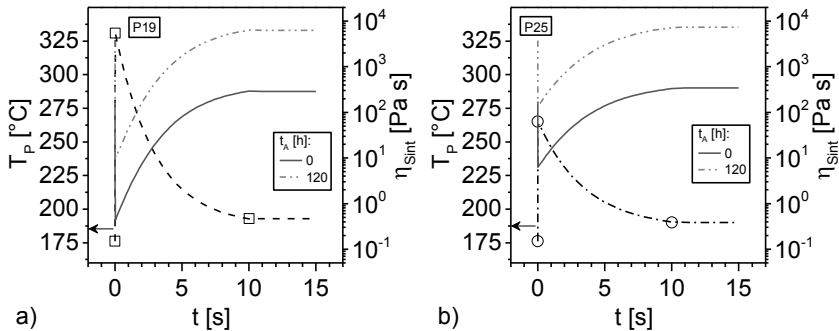 P19
325
300
275
250
225
200
175
T_P [°C]
10^4
10^3
10^2
10^1
10^0
10^-1
η_Sint [Pa s]
t_A [h]:
0
120
0 5 10 15
t [s]
a)
P25
325
300
275
250
225
200
175
T_P [°C]
10^4
10^3
10^2
10^1
10^0
10^-1
η_Sint [Pa s]
t_A [h]:
0
120
0 5 10 15
t [s]
b)